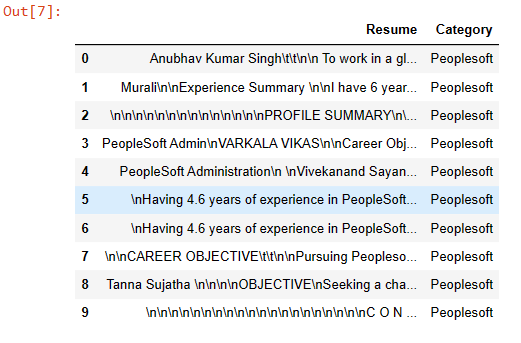 Out[7]:
Resume Category
0 Anubhav Kumar Singh\t\t\n\n To work in a gl... Peoplesoft
1 Murali\n\nExperience Summary \n\nI have 6 year... Peoplesoft
2 \n\n\n\n\n\n\n\n\n\n\n\n\n\nPROFILE SUMMARY\n\... Peoplesoft
3 PeopleSoft Admin\nVARKALA VIKAS\n\nCareer Obj... Peoplesoft
4 PeopleSoft Administration\n \nVivekanand Sayan... Peoplesoft
5 \nHaving 4.6 years of experience in PeopleSoft... Peoplesoft
6 \nHaving 4.6 years of experience in PeopleSoft... Peoplesoft
7 \n\nCAREER OBJECTIVE\t\t\n\nPursuing Peopleso... Peoplesoft
8 Tanna Sujatha \n\n\n\nOBJECTIVE\nSeeking a cha... Peoplesoft
9 \n\n\n\n\n\n\n\n\n\n\n\n\n\n\n\n\n\n\n\nC O N ... Peoplesoft